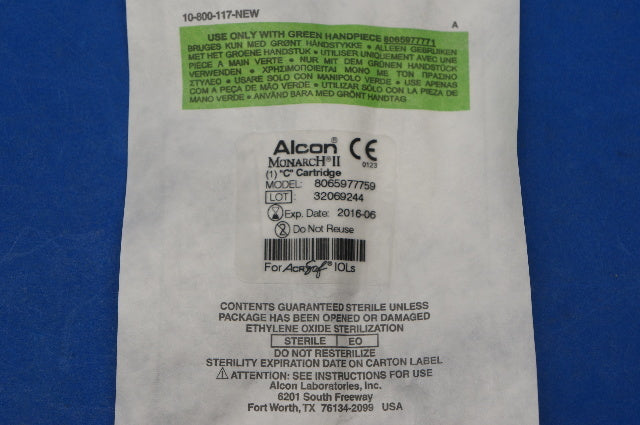 10-800-117-NEW
A
USE ONLY WITH GREEN HANDPIECE 8065977771
BRUGES KUN MED GRØNT HÅNDSTYKKE • ALLEEN GEBRUIKEN
MET HET GROENE HANDSTUK • UTILISER UNIQUEMENT AVEC UNE
PIÈCE À MAIN VERTE • NUR MIT DEM GRÜNEN HANDSTÜCK
VERWENDEN • ΧΡΗΣΙΜΟΠΟΙΕΙΤΑΙ ΜΟΝΟ ΜΕ ΤΟΝ ΠΡΑΣΙΝΟ
ΣΤΥΛΕΟ • USARE SOLO CON MANIPOLO VERDE • USE APENAS
COM A PEÇA DE MÃO VERDE • UTILIZAR SÓLO CON LA PIEZA DE
MANO VERDE • ANVÄND BARA MED GRÖNT HANDTAG
Alcon® CE
MONARCH® II 0123
(1) "C" Cartridge
MODEL: 8065977759
LOT : 32069244
Exp. Date: 2016-06
Do Not Reuse
For AcrySof® IOLs
CONTENTS GUARANTEED STERILE UNLESS
PACKAGE HAS BEEN OPENED OR DAMAGED
ETHYLENE OXIDE STERILIZATION
STERILE EO
DO NOT RESTERILIZE
STERILITY EXPIRATION DATE ON CARTON LABEL
ATTENTION: SEE INSTRUCTIONS FOR USE
Alcon Laboratories, Inc.
6201 South Freeway
Fort Worth, TX 76134-2099 USA